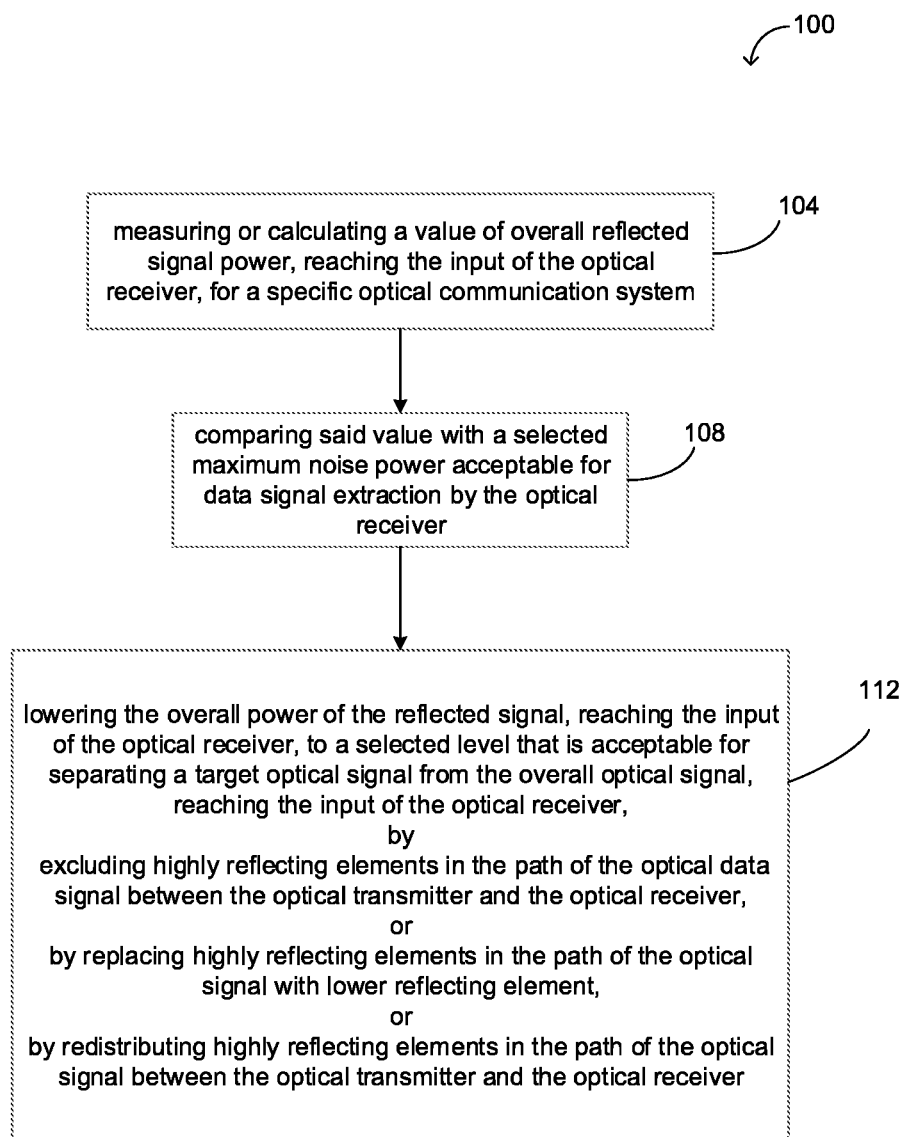 100
104
measuring or calculating a value of overall reflected
signal power, reaching the input of the optical
receiver, for a specific optical communication system
108
comparing said value with a selected
maximum noise power acceptable for
data signal extraction by the optical
receiver
112
lowering the overall power of the reflected signal, reaching the input
of the optical receiver, to a selected level that is acceptable for
separating a target optical signal from the overall optical signal,
reaching the input of the optical receiver,
by
excluding highly reflecting elements in the path of the optical data
signal between the optical transmitter and the optical receiver,
or
by replacing highly reflecting elements in the path of the optical
signal with lower reflecting element,
or
by redistributing highly reflecting elements in the path of the optical
signal between the optical transmitter and the optical receiver